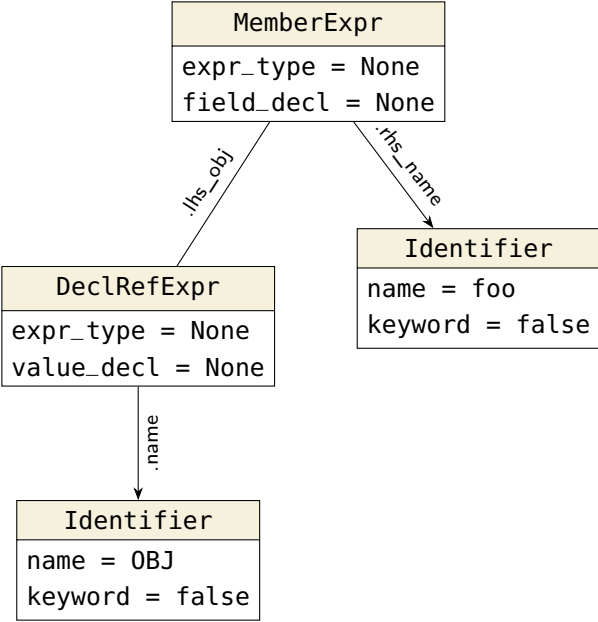 MemberExpr
expr_type = None
field_decl = None
.lhs_obj
.rhs_name
Identifier
name = foo
keyword = false
DeclRefExpr
expr_type = None
value_decl = None
.name
Identifier
name = OBJ
keyword = false